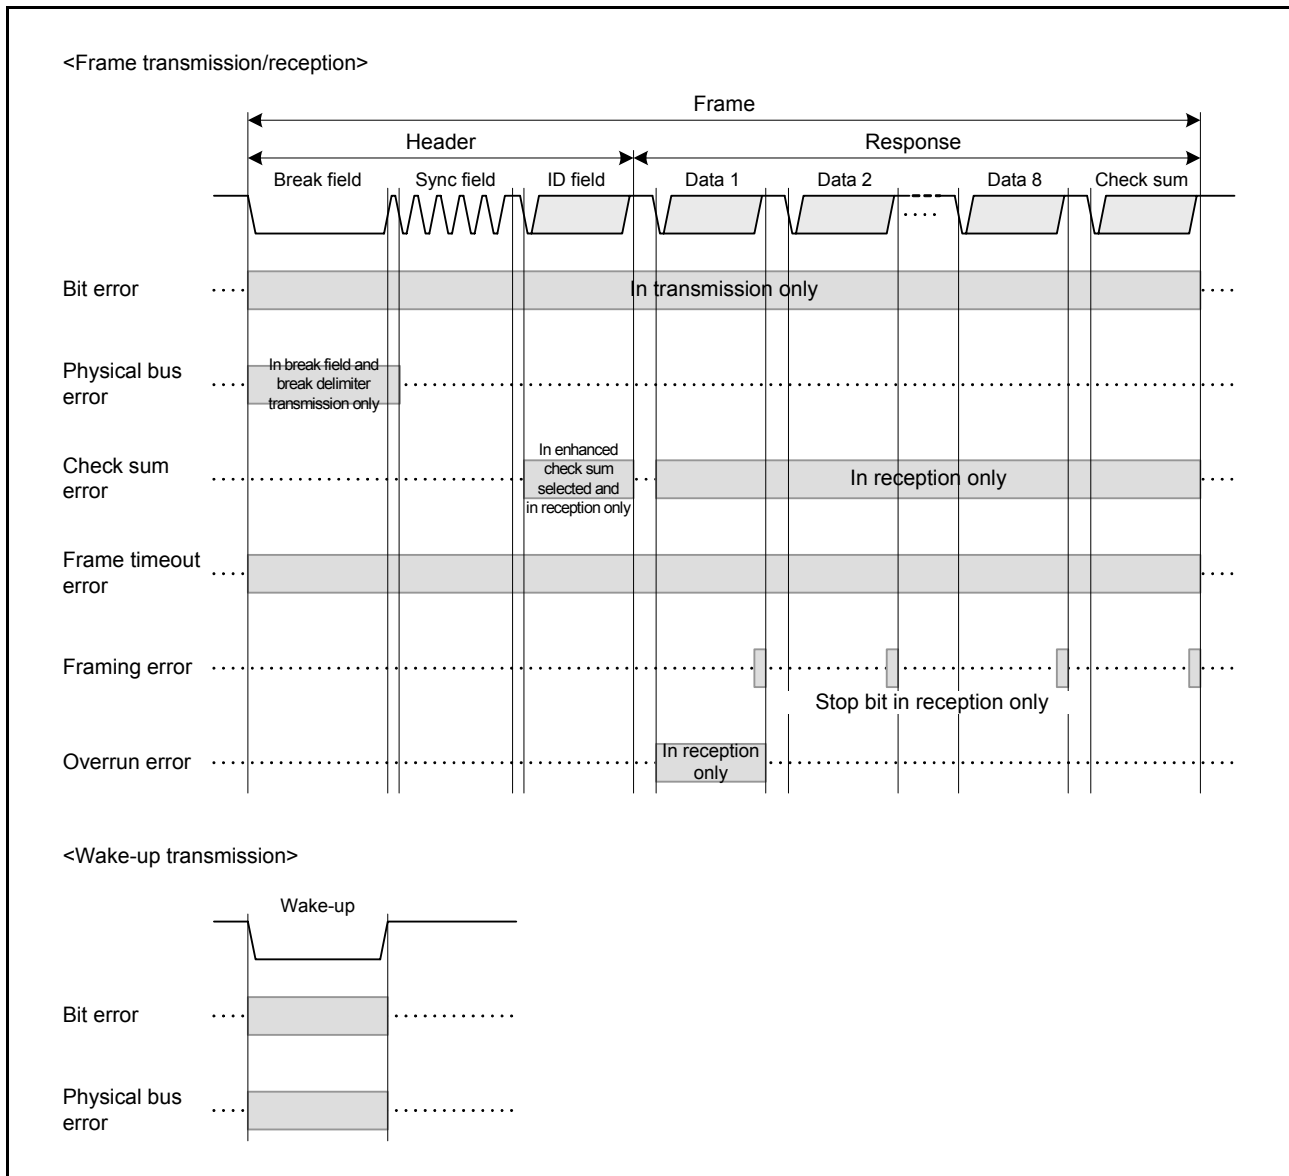 <Frame transmission/reception>
Frame
Header
Response
Break field
Sync field
ID field
Data 1
Data 2
Data 8
Check sum
Bit error
In transmission only
Physical bus
error
In break field and
break delimiter
transmission only
Check sum
error
In enhanced
check sum
selected and
in reception only
In reception only
Frame timeout
error
Framing error
Stop bit in reception only
Overrun error
In reception
only
<Wake-up transmission>
Wake-up
Bit error
Physical bus
error